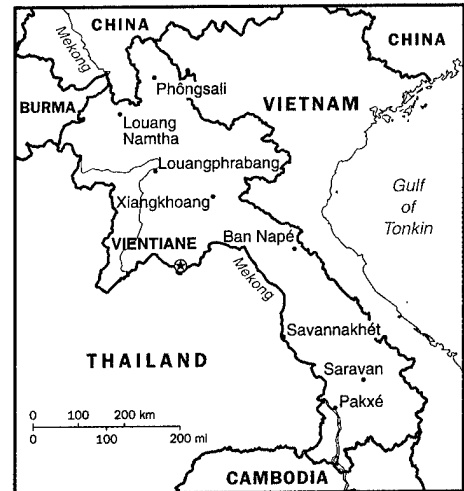 CHINA
CHINA
Mekong
Phôngsali
BURMA
VIETNAM
Louang
Namtha
Louangphrabang
Xiangkhoang
Gulf
of
Tonkin
VIENTIANE
Ban Napé
Mekong
Savannakhét
THAILAND
Saravan
Pakxé
0 100 200 km
0 100 200 mi
CAMBODIA